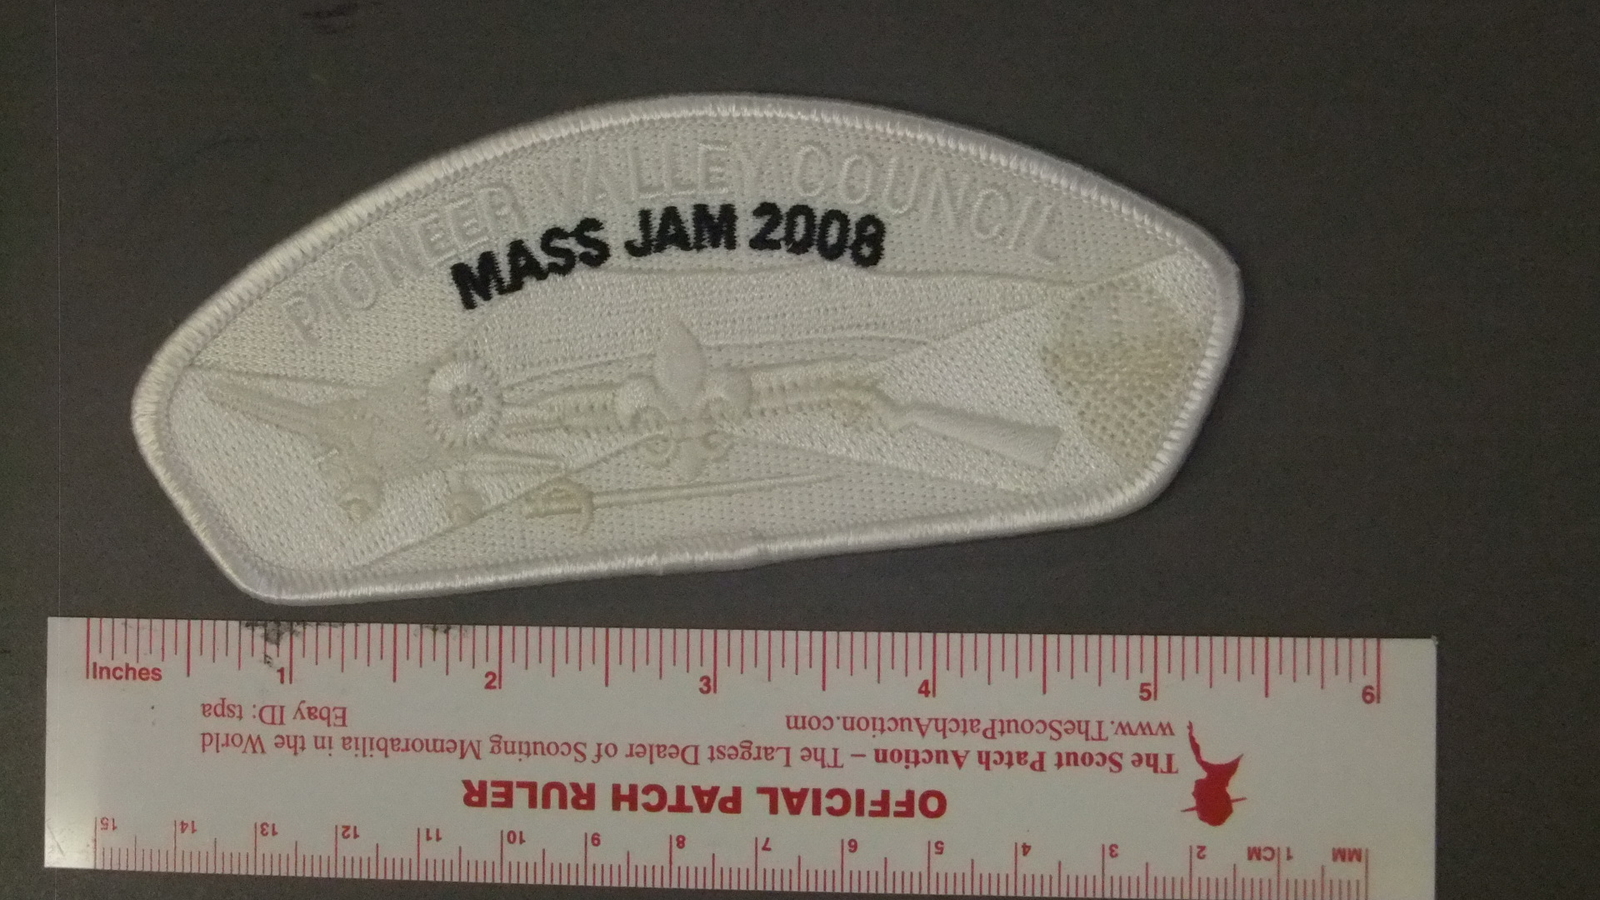 PIONEER VALLEY COUNCIL
MASS JAM 2008
Inches 1 2 3 4 5 6
www.TheScoutPatchAuction.com Ebay ID: tspa
The Scout Patch Auction – The Largest Dealer of Scouting Memorabilia in the World
OFFICIAL PATCH RULER
MM 1 CM 2 3 4 5 6 7 8 9 10 11 12 13 14 15